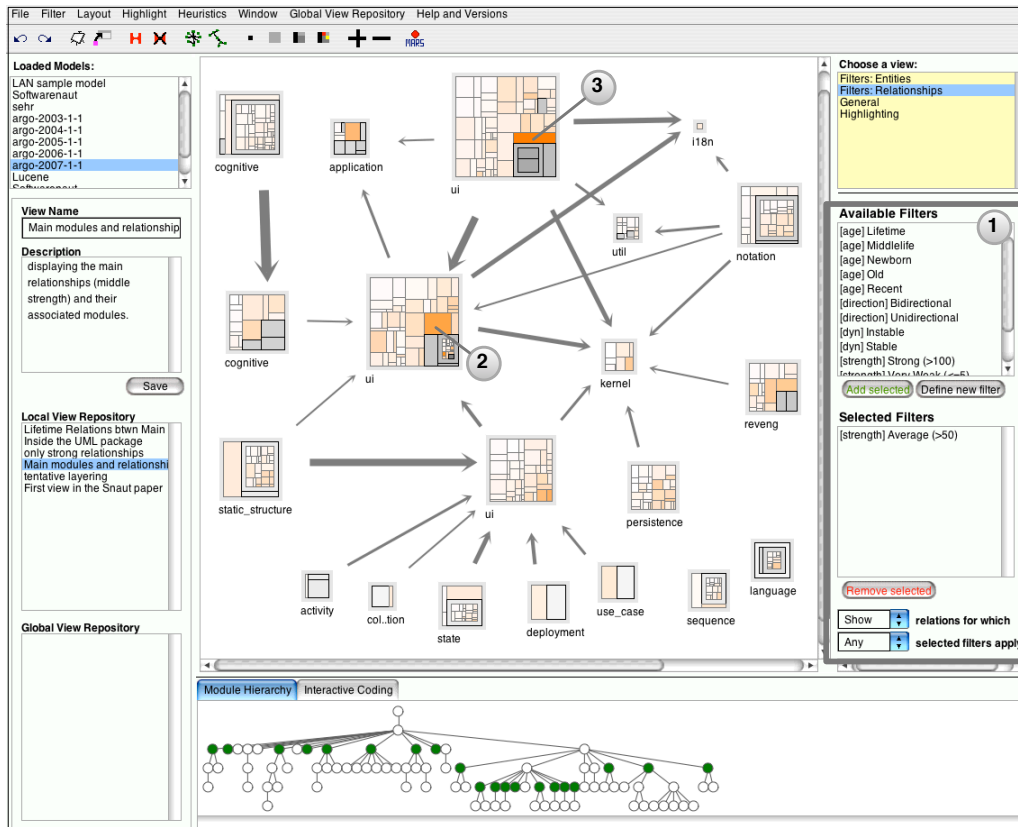 File Filter Layout Highlight Heuristics Window Global View Repository Help and Versions
H H MARS
Loaded Models:
LAN sample model
Softwarenaut
sehr
argo-2003-1-1
argo-2004-1-1
argo-2005-1-1
argo-2006-1-1
argo-2007-1-1
Lucene
Softwarenaut
View Name
Main modules and relationship
Description
displaying the main
relationships (middle
strength) and their
associated modules.
Save
Local View Repository
Lifetime Relations btwn Main
Inside the UML package
only strong relationships
Main modules and relationshi
tentative layering
First view in the Snaut paper
Global View Repository
3
cognitive
application
ui
i18n
util
notation
cognitive
ui
2
kernel
reveng
static_structure
ui
persistence
activity
col..tion
state
deployment
use_case
sequence
language
Choose a view:
Filters: Entities
Filters: Relationships
General
Highlighting
Available Filters
1
[age] Lifetime
[age] Middlelife
[age] Newborn
[age] Old
[age] Recent
[direction] Bidirectional
[direction] Unidirectional
[dyn] Instable
[dyn] Stable
[strength] Strong (>100)
[strength] Very Weak (<=5)
Add selected Define new filter
Selected Filters
[strength] Average (>50)
Remove selected
Show relations for which
Any selected filters apply
Module Hierarchy Interactive Coding